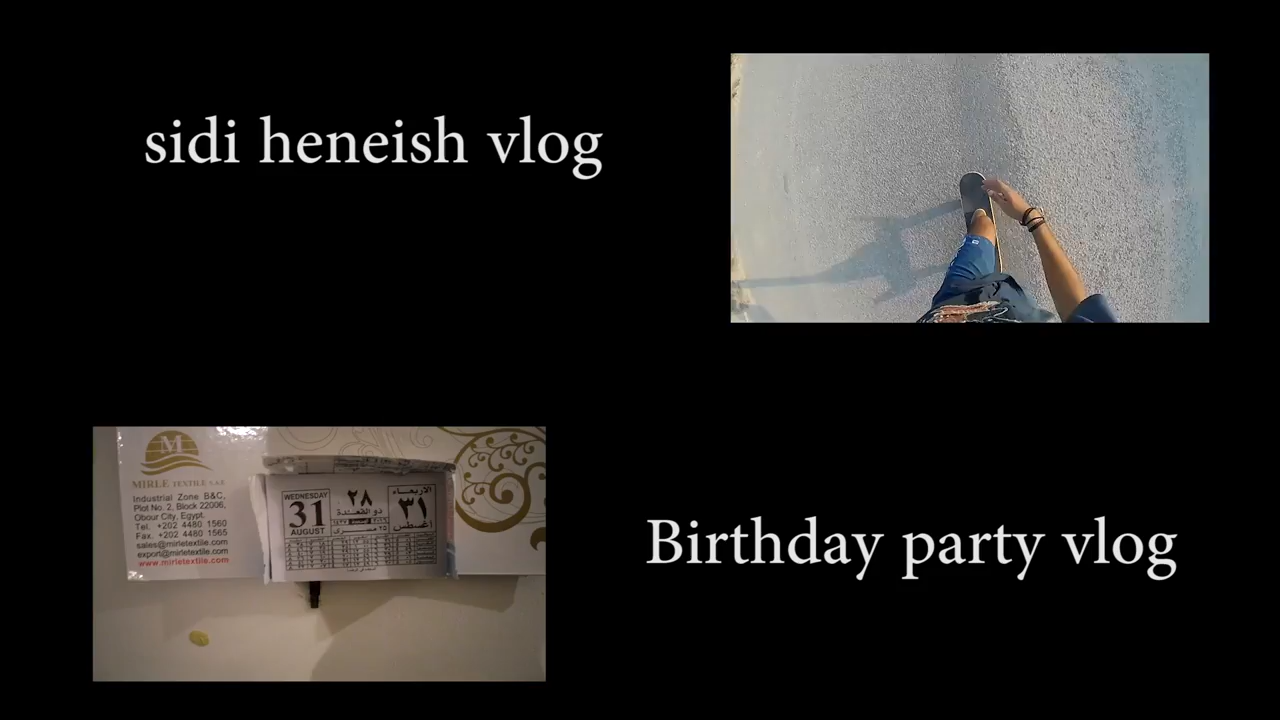 sidi heneish vlog
M
MIRLE TEXTILE S.A.E
Industrial Zone B&C,
Plot No. 2, Block 22006,
Obour City, Egypt.
Tel. +202 4480 1560
Fax. +202 4480 1565
sales@mirletextile.com
export@mirletextile.com
www.mirletextile.com
WEDNESDAY
31
AUGUST
٢٨
ذو القعدة
٢٥ مسرى
الأربعاء
٣١
أغسطس
Birthday party vlog